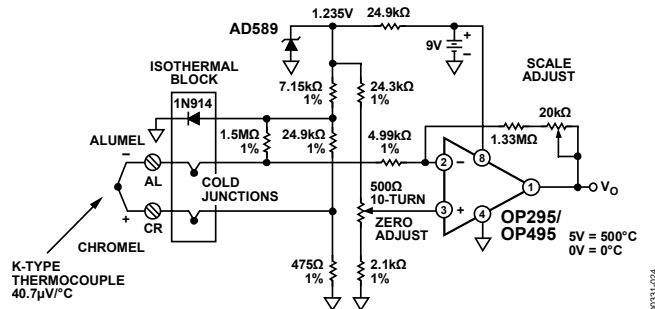 1.235V
24.9kΩ
AD589
9V
+
−
ISOTHERMAL
BLOCK
7.15kΩ
1%
24.3kΩ
1%
SCALE
ADJUST
1N914
1.5MΩ
1%
24.9kΩ
1%
4.99kΩ
1%
1.33MΩ
20kΩ
ALUMEL
−
AL
COLD
JUNCTIONS
2
−
8
1
VO
500Ω
10-TURN
3
+
4
ZERO
ADJUST
OP295/
OP495
5V = 500°C
0V = 0°C
+
CR
CHROMEL
K-TYPE
THERMOCOUPLE
40.7µV/°C
475Ω
1%
2.1kΩ
1%
00331-024